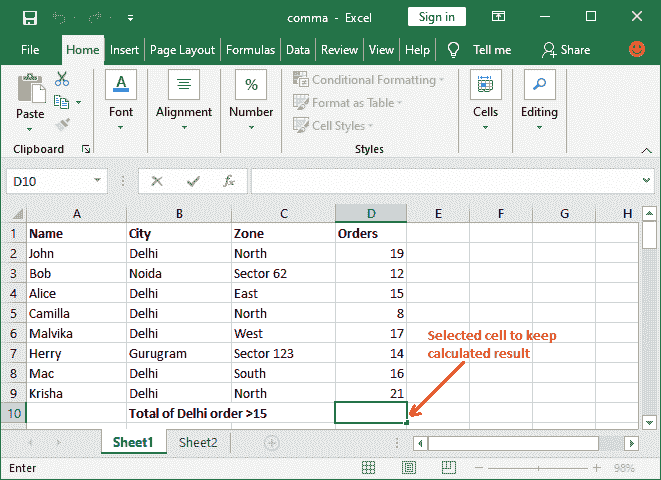 comma - Excel
Sign in
File Home Insert Page Layout Formulas Data Review View Help Tell me Share
Paste
Clipboard
A
Font
Alignment
%
Number
Conditional Formatting
Format as Table
Cell Styles
Styles
Cells
Editing
D10 fx
A B C D E F G H
1 Name City Zone Orders
2 John Delhi North 19
3 Bob Noida Sector 62 12
4 Alice Delhi East 15
5 Camilla Delhi North 8
6 Malvika Delhi West 17
7 Herry Gurugram Sector 123 14
8 Mac Delhi South 16
9 Krisha Delhi North 21
10 Total of Delhi order >15
Selected cell to keep
calculated result
Sheet1 Sheet2
Enter 98%